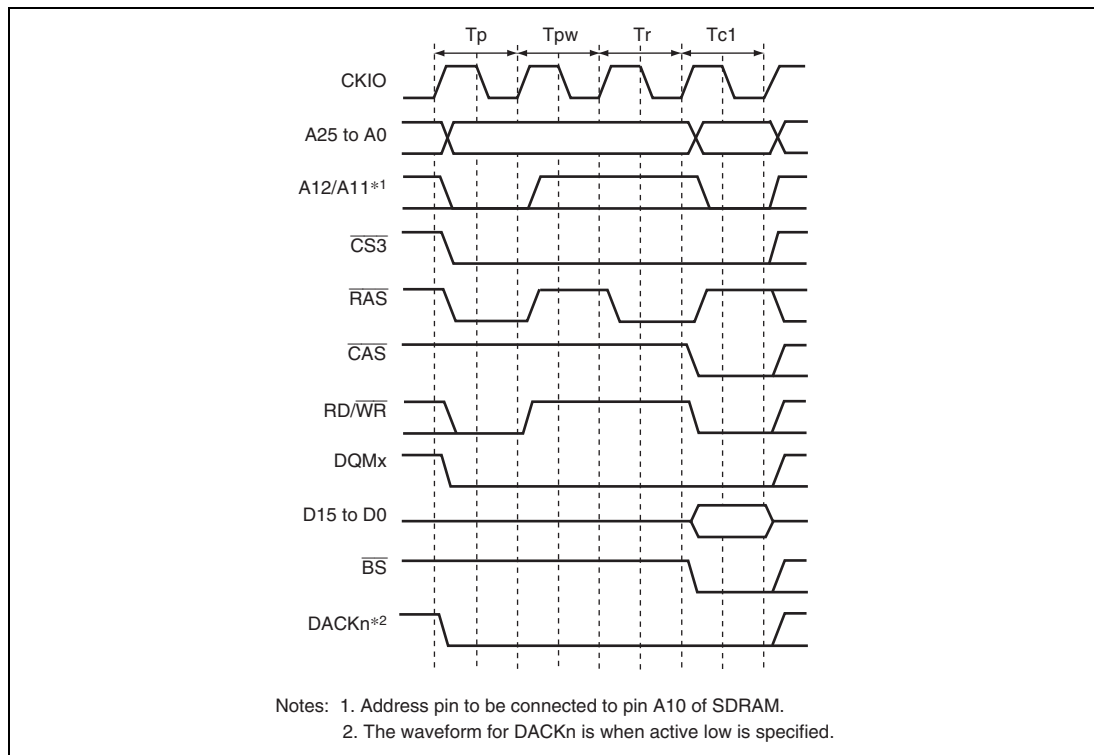 Tp Tpw Tr Tc1
CKIO
A25 to A0
A12/A11*1
CS3
RAS
CAS
RD/WR
DQMx
D15 to D0
BS
DACKn*2
Notes: 1. Address pin to be connected to pin A10 of SDRAM.
2. The waveform for DACKn is when active low is specified.